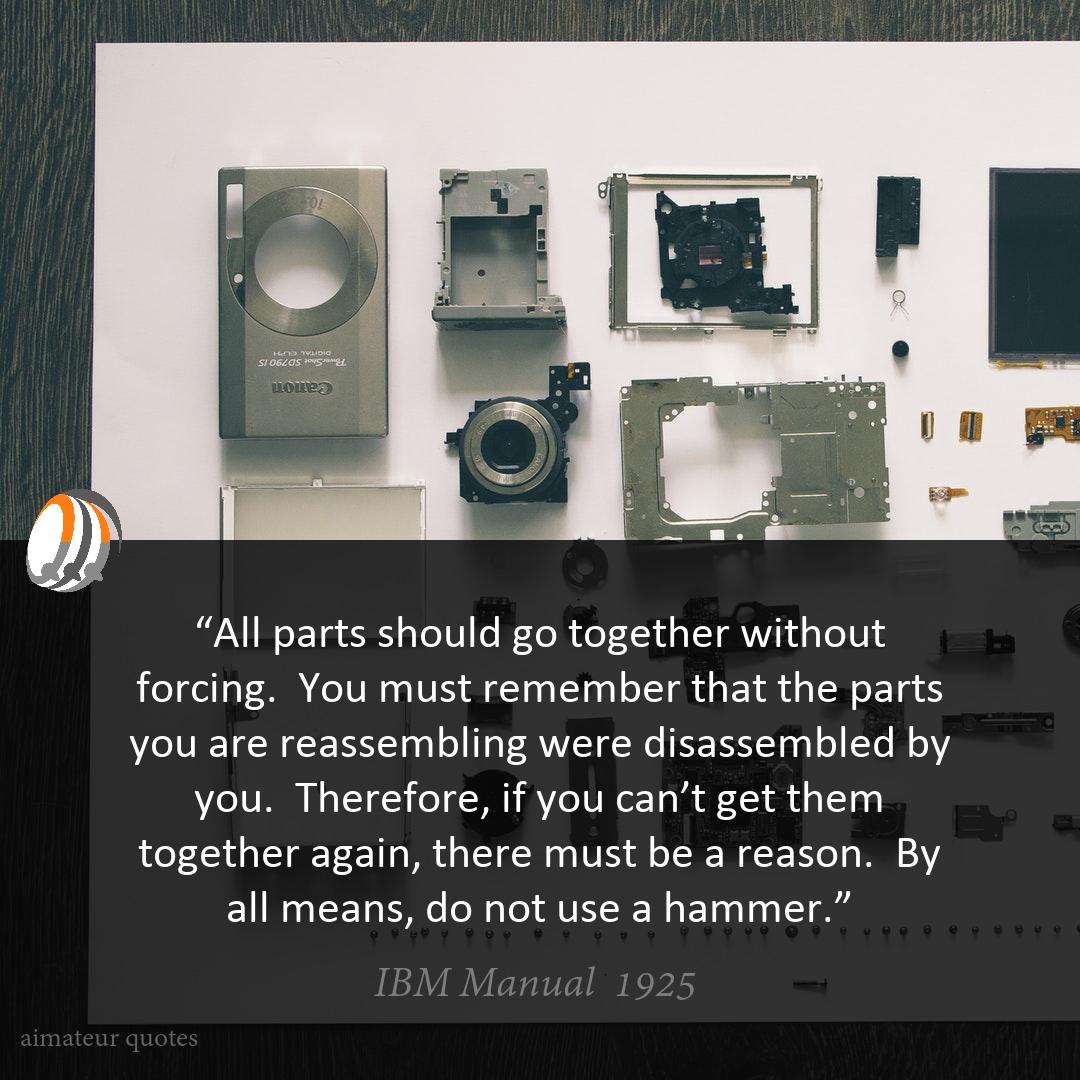 PowerShot SD790 IS
DIGITAL ELPH
Canon
“All parts should go together without
forcing.  You must remember that the parts
you are reassembling were disassembled by
you.  Therefore, if you can’t get them
together again, there must be a reason.  By
all means, do not use a hammer.”
IBM Manual  1925
aimateur quotes